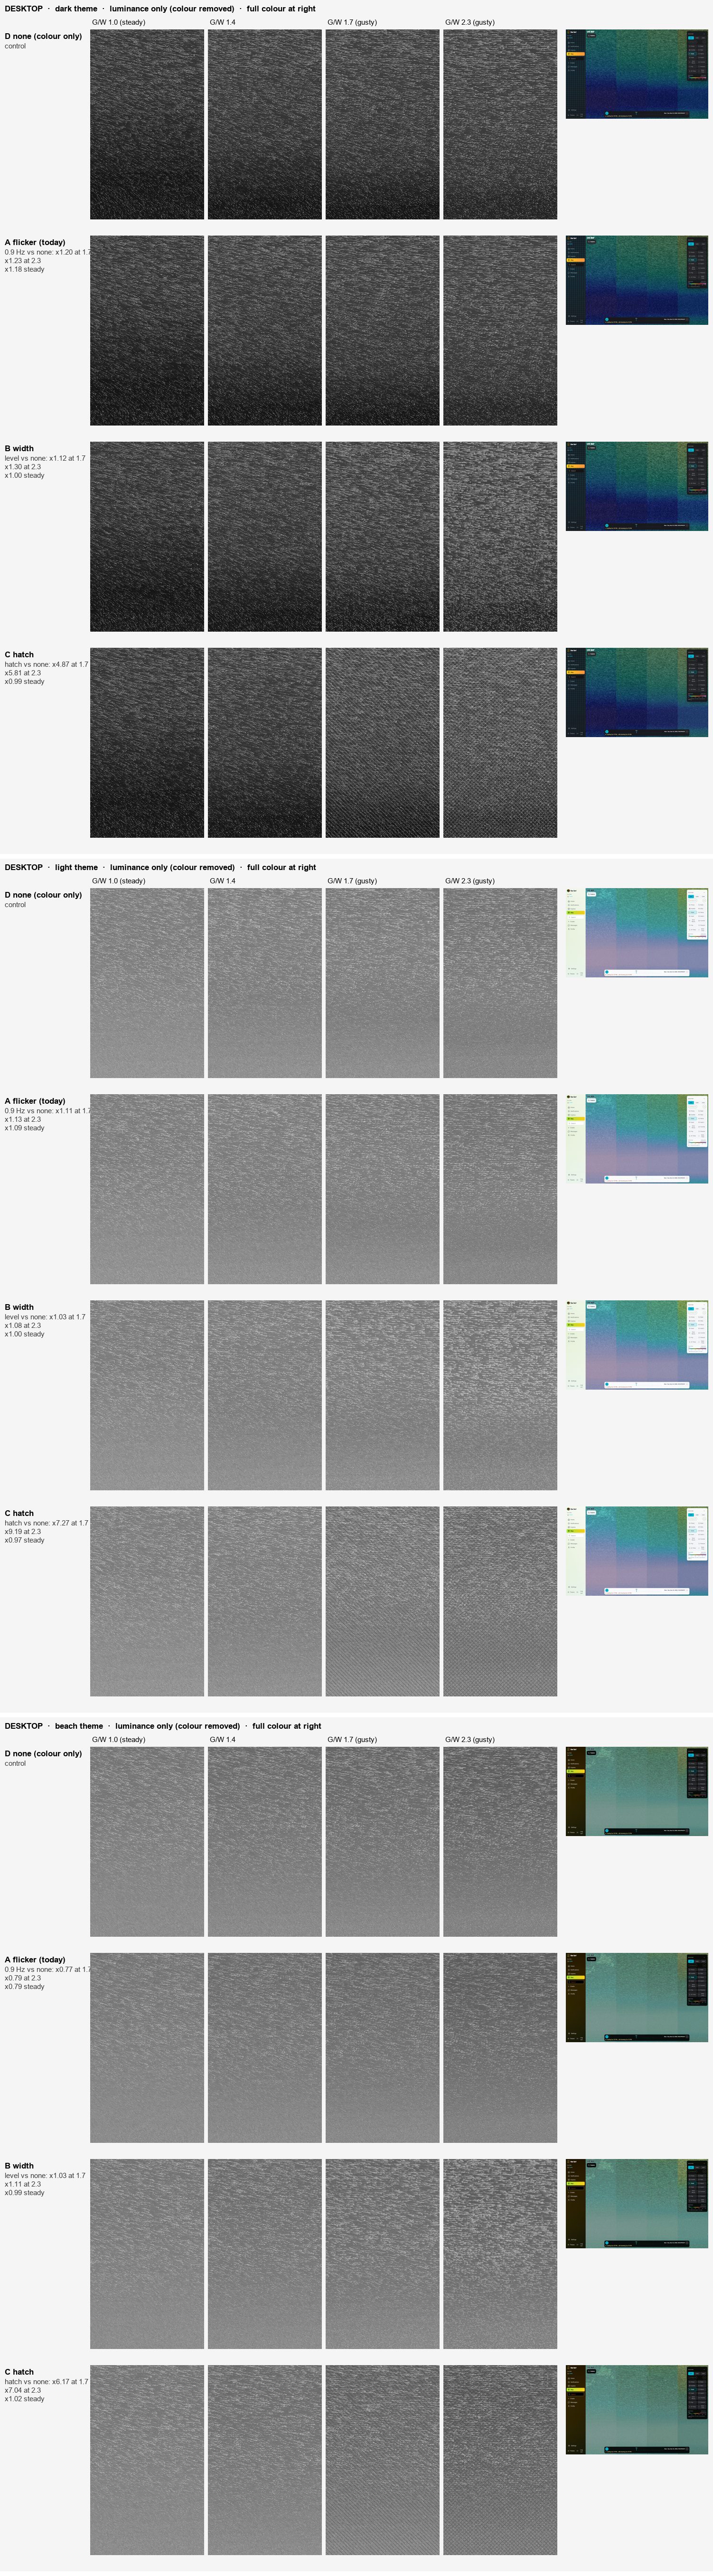 DESKTOP · dark theme · luminance only (colour removed) · full colour at right
G/W 1.0 (steady) G/W 1.4 G/W 1.7 (gusty) G/W 2.3 (gusty)
D none (colour only)
control
A flicker (today)
0.9 Hz vs none: x1.20 at 1.7
x1.23 at 2.3
x1.18 steady
B width
level vs none: x1.12 at 1.7
x1.30 at 2.3
x1.00 steady
C hatch
hatch vs none: x4.87 at 1.7
x5.81 at 2.3
x0.99 steady
DESKTOP · light theme · luminance only (colour removed) · full colour at right
G/W 1.0 (steady) G/W 1.4 G/W 1.7 (gusty) G/W 2.3 (gusty)
D none (colour only)
control
A flicker (today)
0.9 Hz vs none: x1.11 at 1.7
x1.13 at 2.3
x1.09 steady
B width
level vs none: x1.03 at 1.7
x1.08 at 2.3
x1.00 steady
C hatch
hatch vs none: x7.27 at 1.7
x9.19 at 2.3
x0.97 steady
DESKTOP · beach theme · luminance only (colour removed) · full colour at right
G/W 1.0 (steady) G/W 1.4 G/W 1.7 (gusty) G/W 2.3 (gusty)
D none (colour only)
control
A flicker (today)
0.9 Hz vs none: x0.77 at 1.7
x0.79 at 2.3
x0.79 steady
B width
level vs none: x1.03 at 1.7
x1.11 at 2.3
x0.99 steady
C hatch
hatch vs none: x6.17 at 1.7
x7.04 at 2.3
x1.02 steady